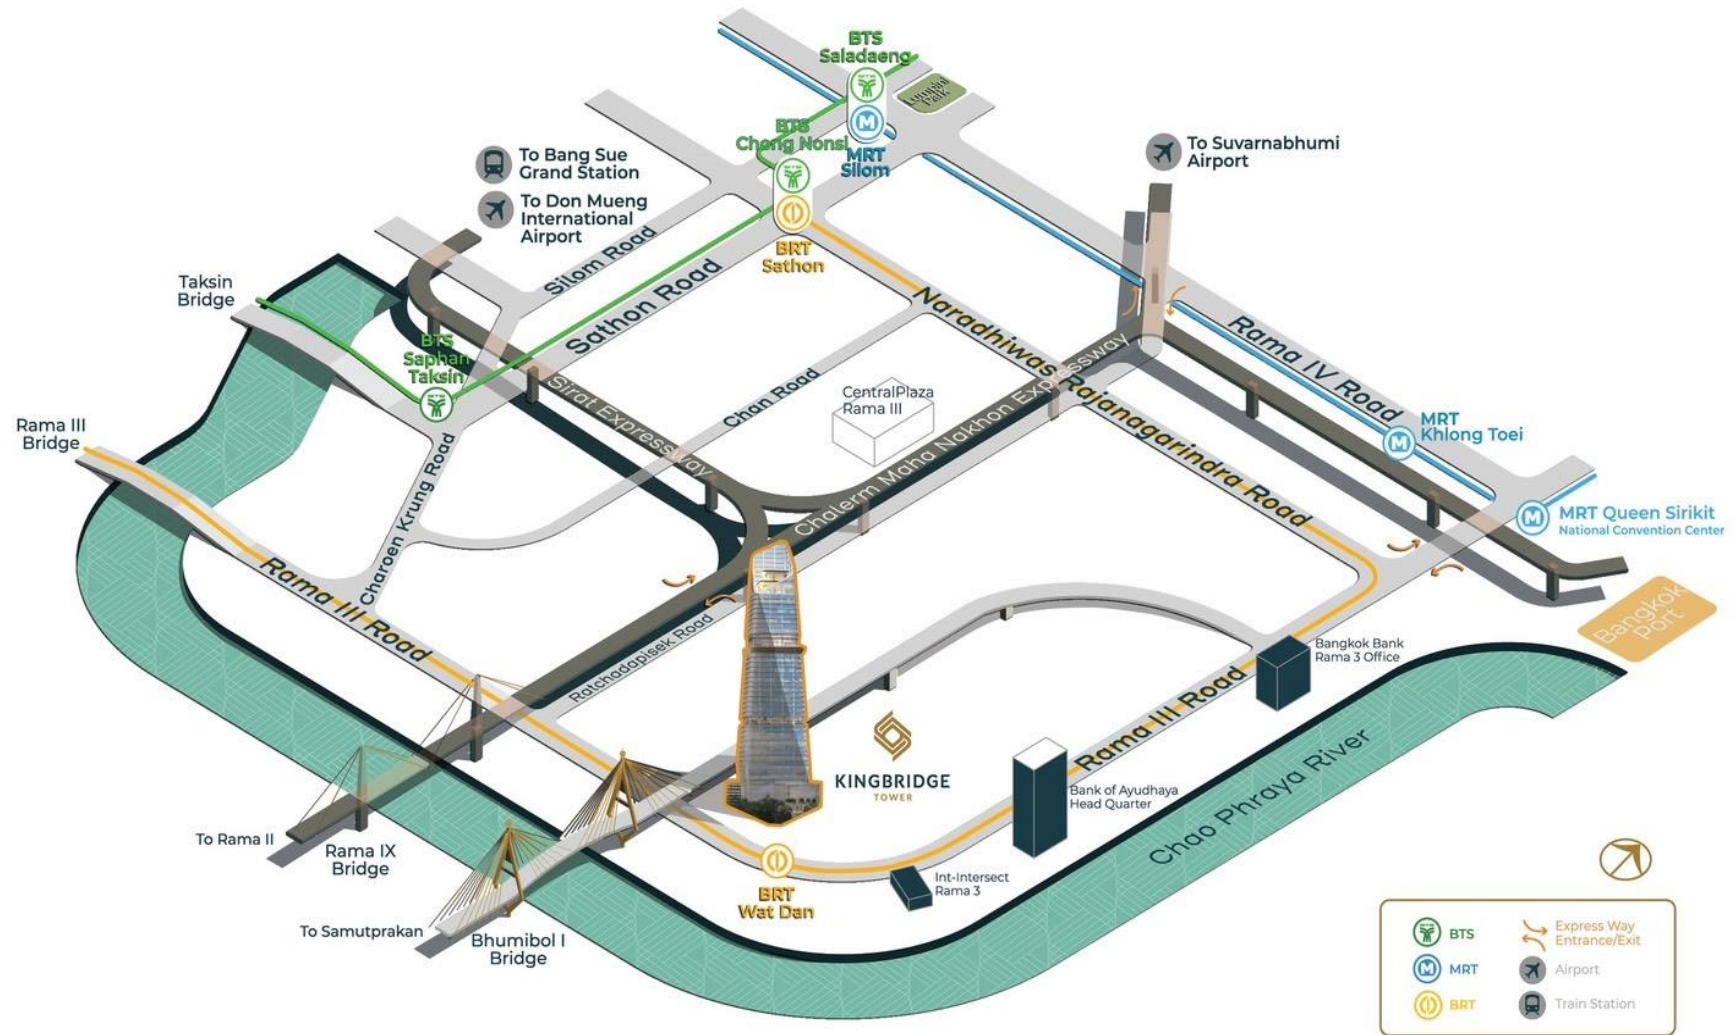 BTS
Saladaeng
Lumpini
Park
BTS
Chong Nonsi
MRT
Silom
To Bang Sue
Grand Station
To Don Mueng
International
Airport
To Suvarnabhumi
Airport
BRT
Sathon
Silom Road
Sathon Road
Taksin
Bridge
BTS
Saphan
Taksin
Naradhiwas Rajanagarindra Road
Rama IV Road
Sirat Expressway
Chan Road
CentralPlaza
Rama III
Chalerm Maha Nakhon Expressway
Rama III
Bridge
Charoen Krung Road
MRT
Khlong Toei
MRT Queen Sirikit
National Convention Center
Rama III Road
Ratchadapisek Road
Bangkok
Port
Bangkok Bank
Rama 3 Office
Rama III Road
KINGBRIDGE
TOWER
Bank of Ayudhaya
Head Quarter
Chao Phraya River
To Rama II
Rama IX
Bridge
Int-Intersect
Rama 3
BRT
Wat Dan
To Samutprakan
Bhumibol I
Bridge
BTS
Express Way
Entrance/Exit
MRT
Airport
BRT
Train Station